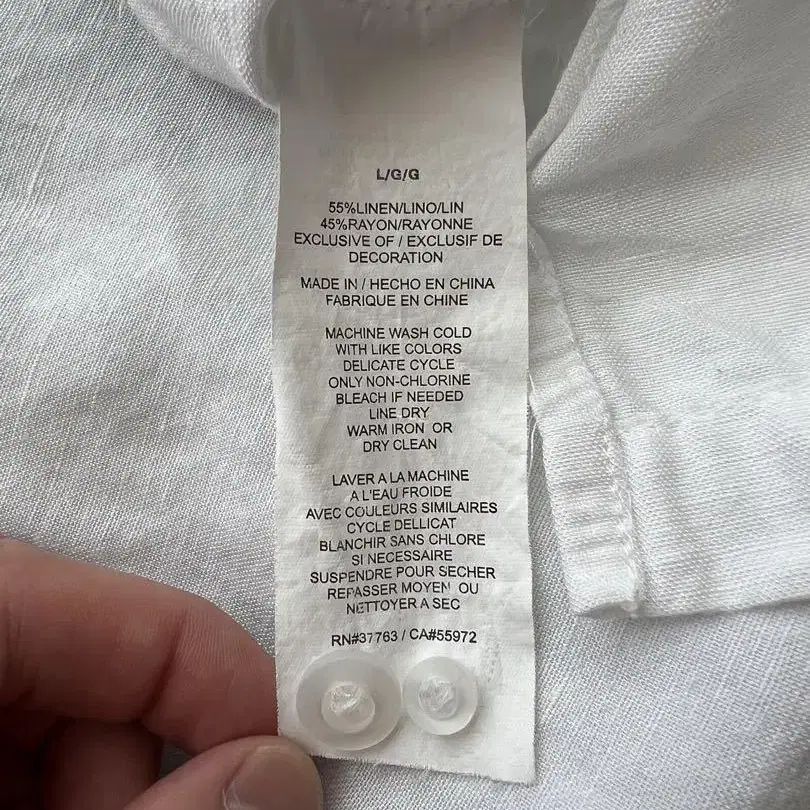 L/G/G
55%LINEN/LINO/LIN
45%RAYON/RAYONNE
EXCLUSIVE OF / EXCLUSIF DE
DECORATION
MADE IN / HECHO EN CHINA
FABRIQUE EN CHINE
MACHINE WASH COLD
WITH LIKE COLORS
DELICATE CYCLE
ONLY NON-CHLORINE
BLEACH IF NEEDED
LINE DRY
WARM IRON OR
DRY CLEAN
LAVER A LA MACHINE
A L'EAU FROIDE
AVEC COULEURS SIMILAIRES
CYCLE DELLICAT
BLANCHIR SANS CHLORE
SI NECESSAIRE
SUSPENDRE POUR SECHER
REPASSER MOYEN OU
NETTOYER A SEC
RN#37763 / CA#55972